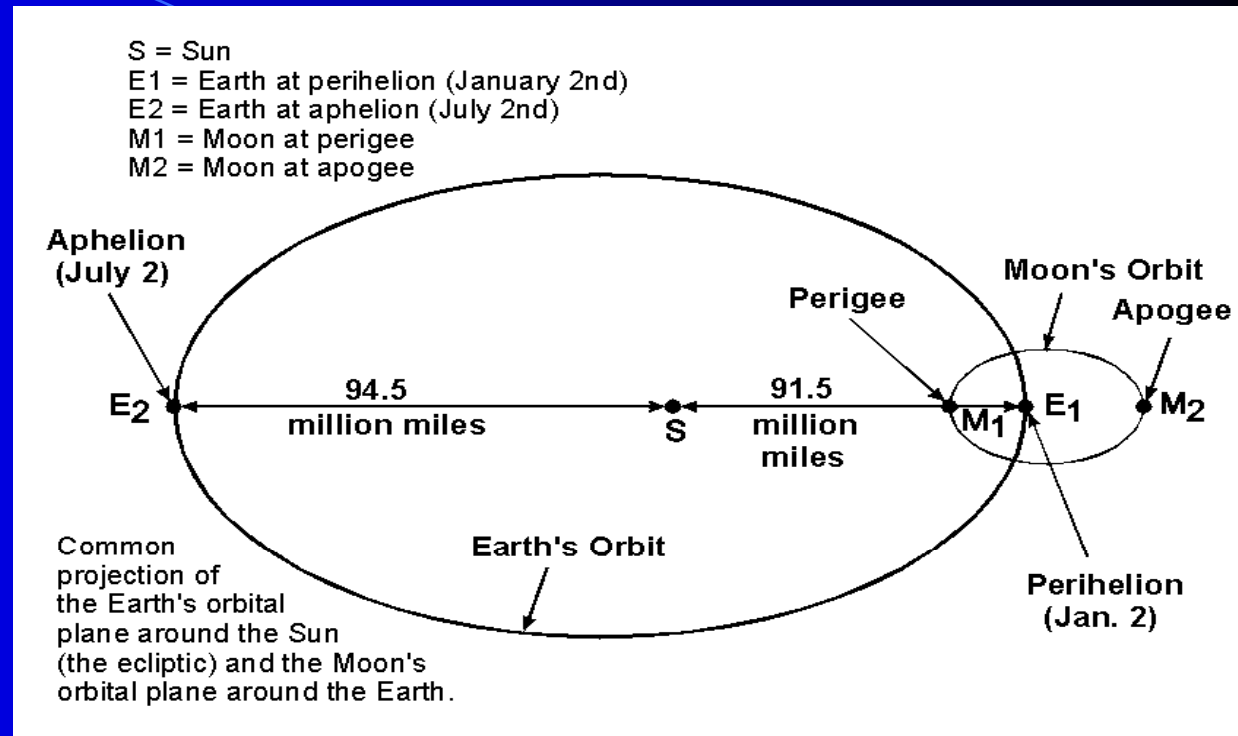 S = Sun
E1 = Earth at perihelion (January 2nd)
E2 = Earth at aphelion (July 2nd)
M1 = Moon at perigee
M2 = Moon at apogee
Aphelion
(July 2)
Moon's Orbit
Perigee
Apogee
E2
94.5
million miles
S
91.5
million
miles
M1
E1
M2
Common
projection of
the Earth's orbital
plane around the Sun
(the ecliptic) and the Moon's
orbital plane around the Earth.
Earth's Orbit
Perihelion
(Jan. 2)